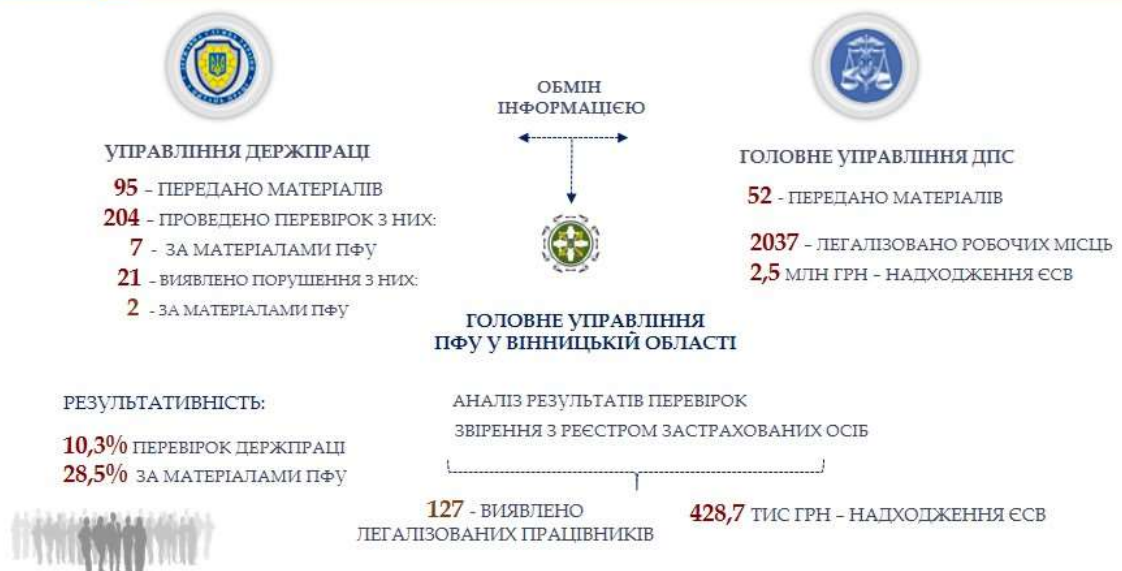 ОБМІН
ІНФОРМАЦІЄЮ
УПРАВЛІННЯ ДЕРЖПРАЦІ
95 – ПЕРЕДАНО МАТЕРІАЛІВ
204 – ПРОВЕДЕНО ПЕРЕВІРОК З НИХ:
7 - ЗА МАТЕРІАЛАМИ ПФУ
21 – ВИЯВЛЕНО ПОРУШЕННЯ З НИХ:
2 - ЗА МАТЕРІАЛАМИ ПФУ
ГОЛОВНЕ УПРАВЛІННЯ ДПС
52 - ПЕРЕДАНО МАТЕРІАЛІВ
2037 – ЛЕГАЛІЗОВАНО РОБОЧИХ МІСЦЬ
2,5 МЛН ГРН – НАДХОДЖЕННЯ ЄСВ
ГОЛОВНЕ УПРАВЛІННЯ
ПФУ У ВІННИЦЬКІЙ ОБЛАСТІ
РЕЗУЛЬТАТИВНІСТЬ:
10,3% ПЕРЕВІРОК ДЕРЖПРАЦІ
28,5% ЗА МАТЕРІАЛАМИ ПФУ
АНАЛІЗ РЕЗУЛЬТАТІВ ПЕРЕВІРОК
ЗВІРЕННЯ З РЕЄСТРОМ ЗАСТРАХОВАНИХ ОСІБ
127 - ВИЯВЛЕНО
ЛЕГАЛІЗОВАНИХ ПРАЦІВНИКІВ
428,7 ТИС ГРН – НАДХОДЖЕННЯ ЄСВ